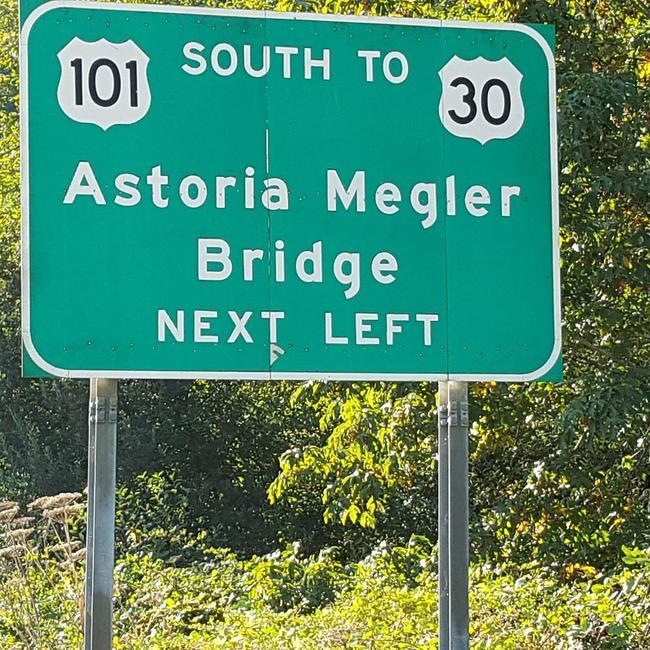 101 SOUTH TO 30
Astoria Megler
Bridge
NEXT LEFT